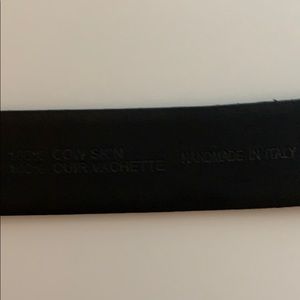 100% COW SKIN
100% CUIR VACHETTE HANDMADE IN ITALY